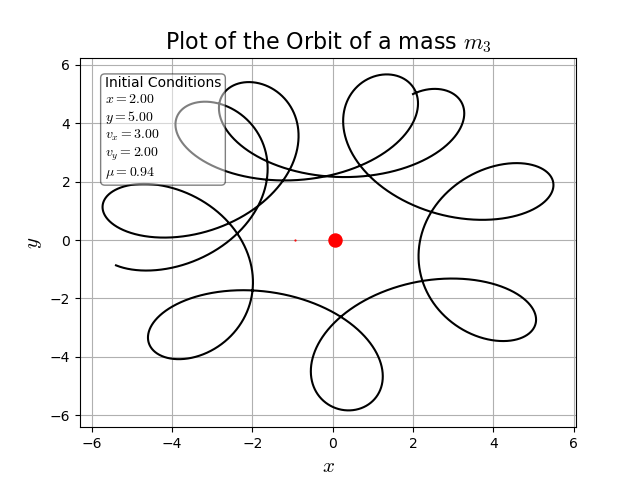 Plot of the Orbit of a mass m₃
Initial Conditions
x = 2.00
y = 5.00
vₓ = 3.00
v_y = 2.00
μ = 0.94
6
4
2
0
−2
−4
−6
y
−6 −4 −2 0 2 4 6
x